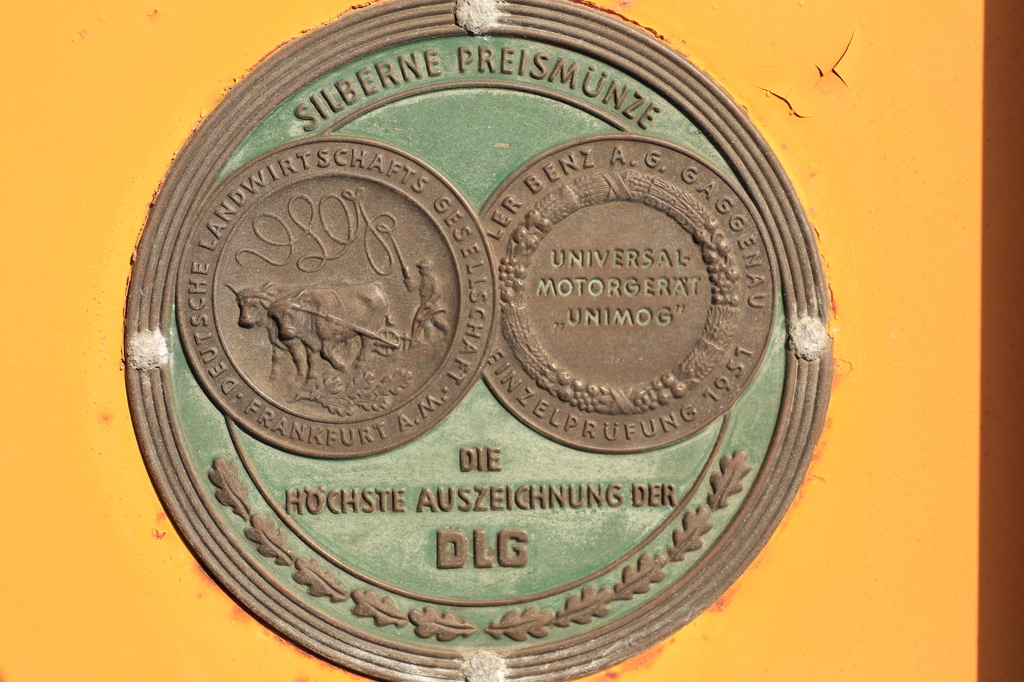 SILBERNE PREISMÜNZE
DEUTSCHE LANDWIRTSCHAFTS GESELLSCHAFT
· FRANKFURT A.M. ·
LER BENZ A.G. GAGGENAU
UNIVERSAL-
MOTORGERÄT
„UNIMOG"
EINZELPRÜFUNG 1951
DIE
HÖCHSTE AUSZEICHNUNG DER
DLG